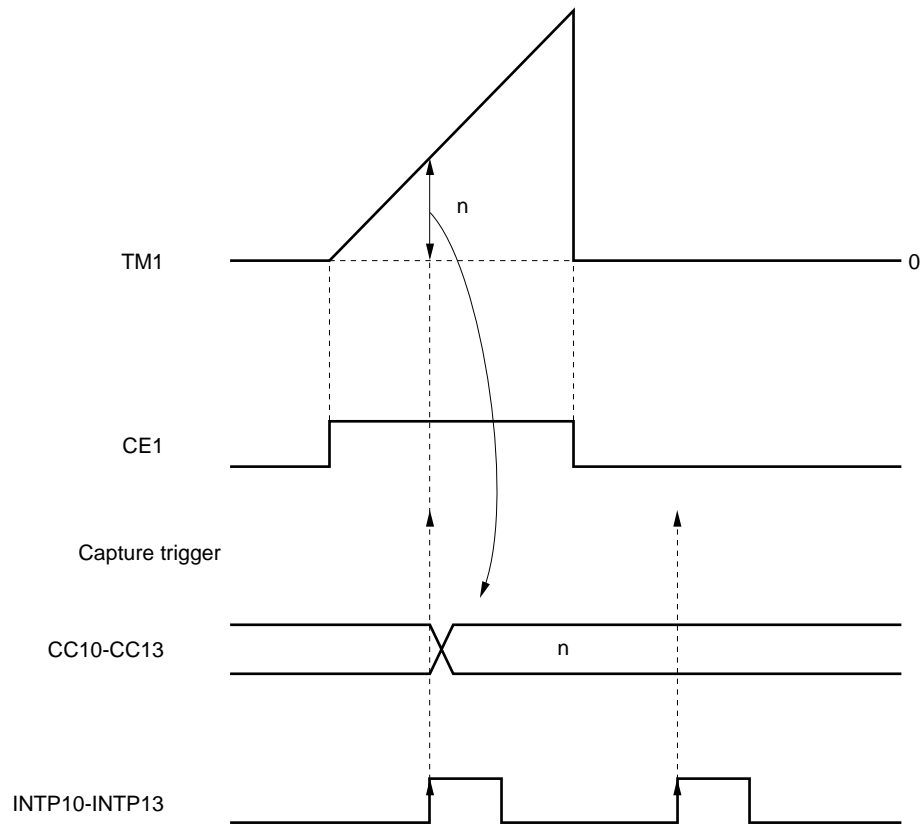 n
TM1
0
CE1
Capture trigger
CC10-CC13
n
INTP10-INTP13